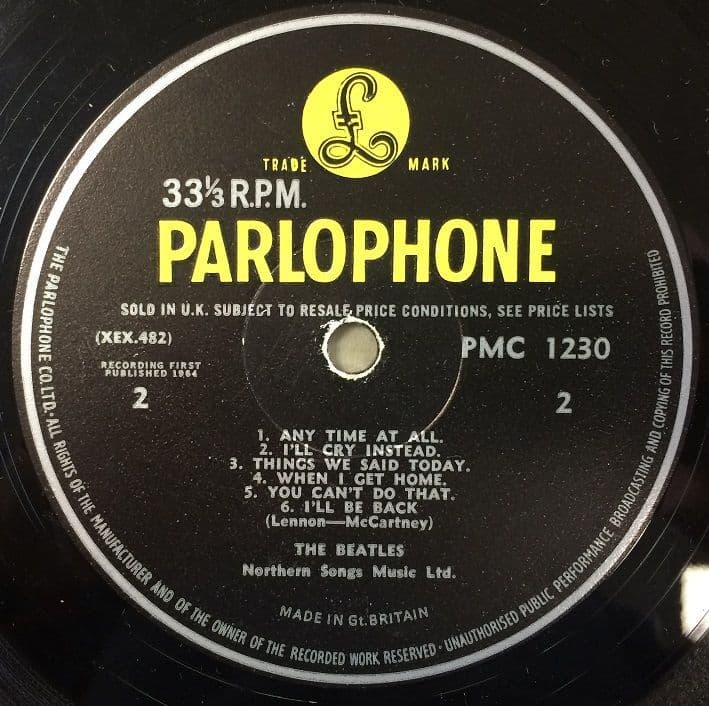 £
TRADE MARK
33⅓ R.P.M.
PARLOPHONE
SOLD IN U.K. SUBJECT TO RESALE PRICE CONDITIONS, SEE PRICE LISTS
(XEX.482)
PMC 1230
RECORDING FIRST
PUBLISHED 1964
2
2
1. ANY TIME AT ALL.
2. I'LL CRY INSTEAD.
3. THINGS WE SAID TODAY.
4. WHEN I GET HOME.
5. YOU CAN'T DO THAT.
6. I'LL BE BACK
(Lennon—McCartney)
THE BEATLES
Northern Songs Music Ltd.
MADE IN Gt. BRITAIN
THE PARLOPHONE CO. LTD. · ALL RIGHTS OF THE MANUFACTURER AND OF THE OWNER OF THE RECORDED WORK RESERVED · UNAUTHORISED PUBLIC PERFORMANCE BROADCASTING AND COPYING OF THIS RECORD PROHIBITED